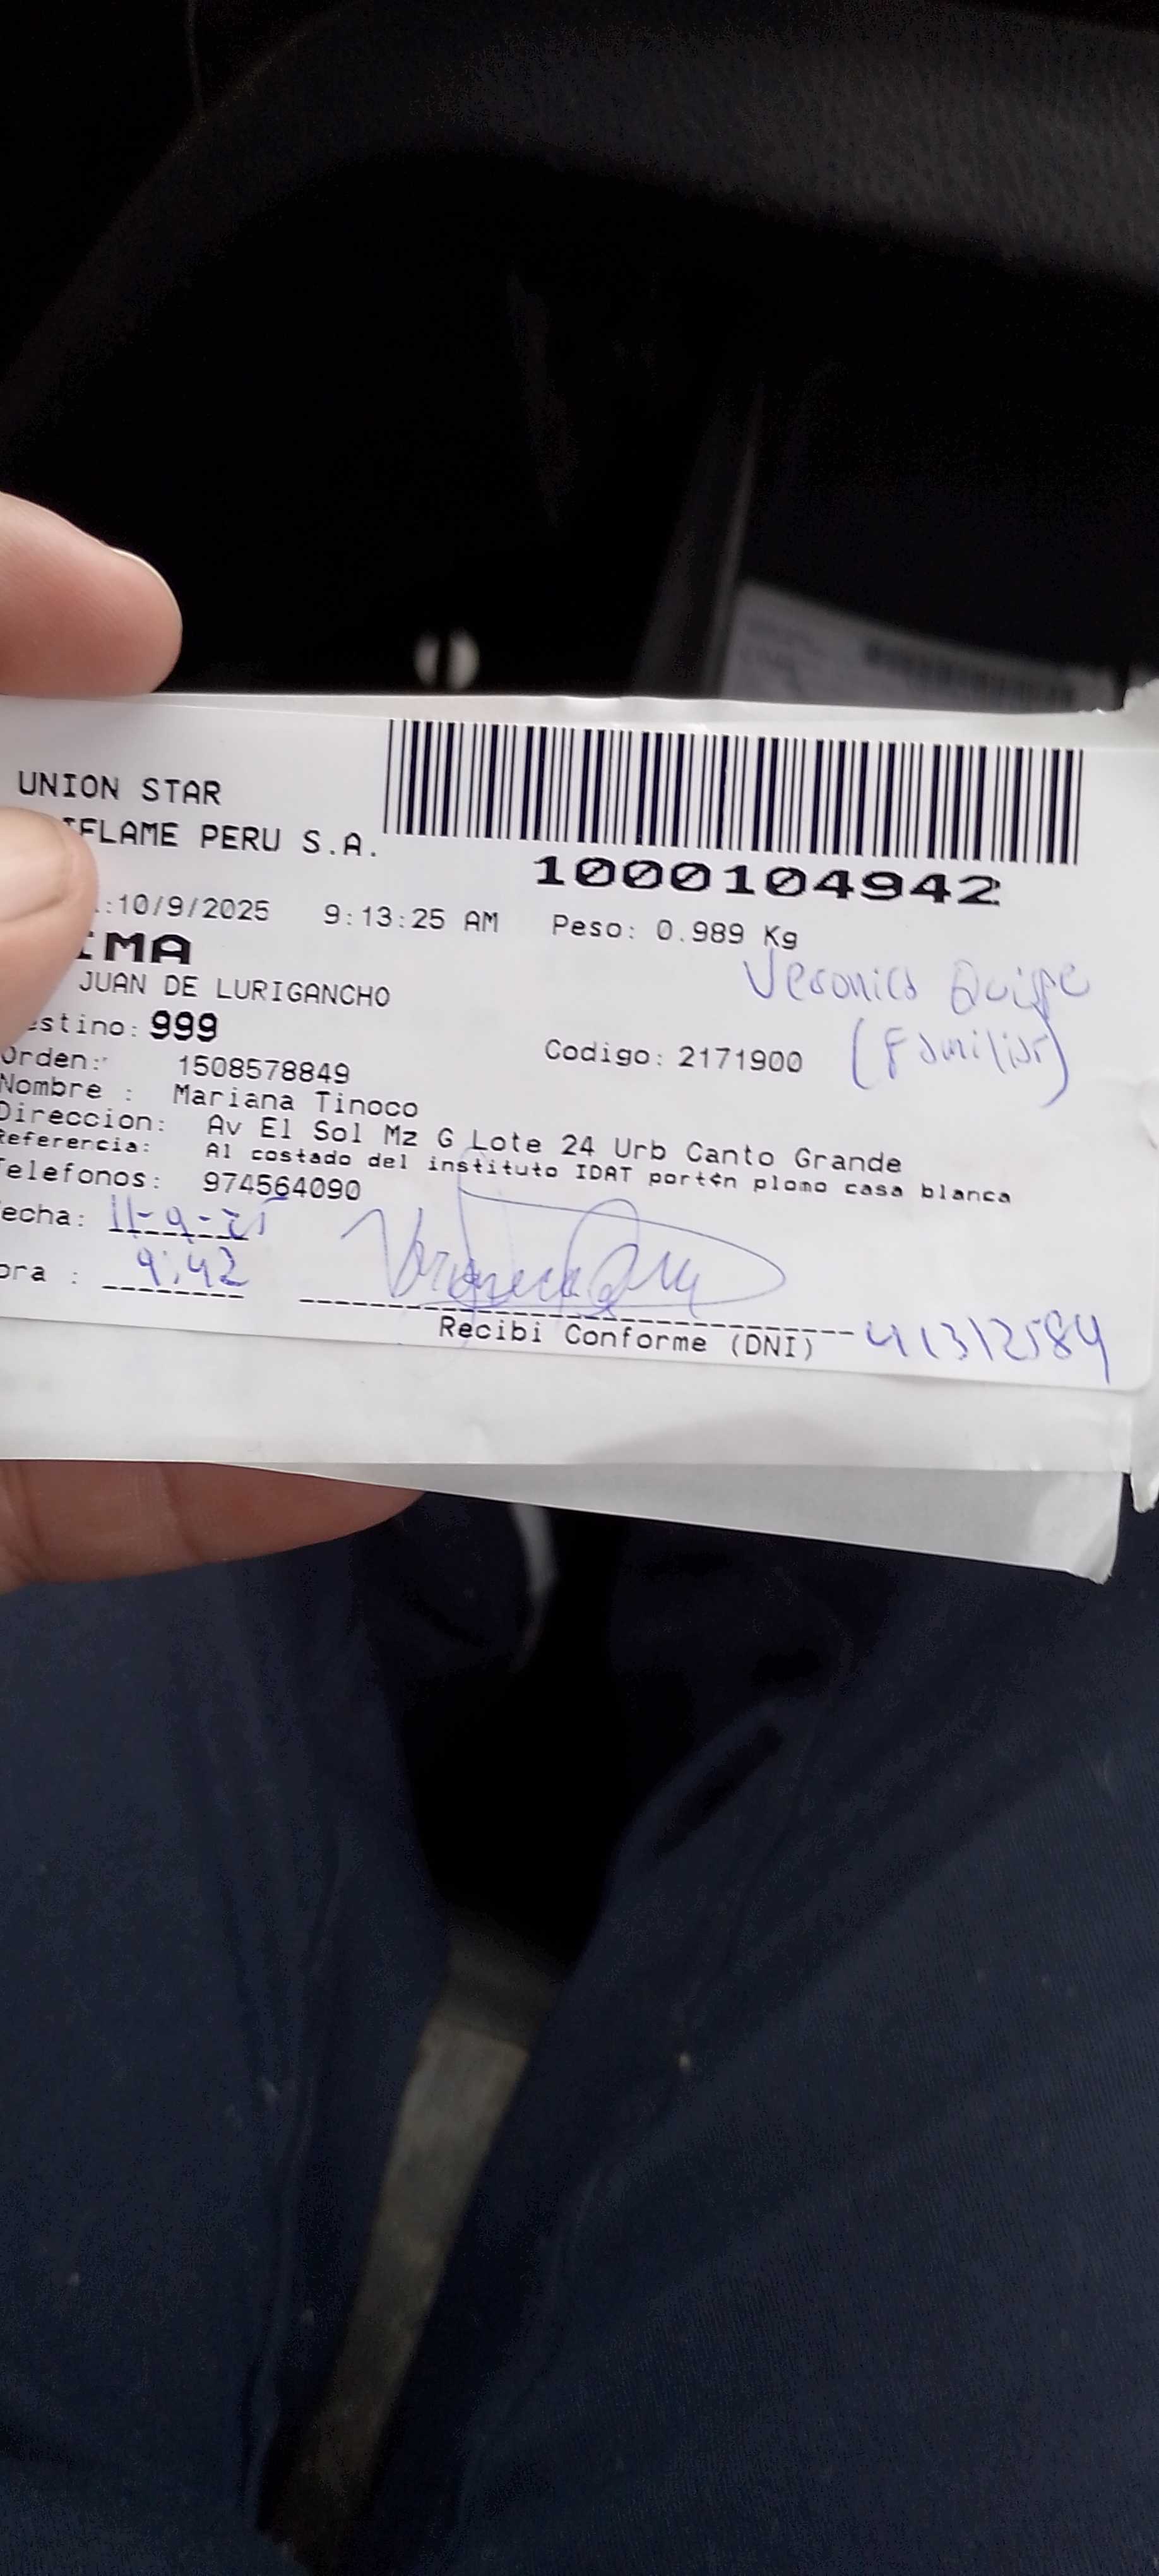 UNION STAR
IFLAME PERU S.A.
1000104942
:10/9/2025 9:13:25 AM Peso: 0.989 Kg
IMA
JUAN DE LURIGANCHO
Veronica Quispe
estino: 999
Codigo: 2171900 (Familiar)
Orden: 1508578849
Nombre : Mariana Tinoco
Direccion: Av El Sol Mz G Lote 24 Urb Canto Grande
Referencia: Al costado del instituto IDAT port¢n plomo casa blanca
Telefonos: 974564090
echa: 11-9-25
ora : 9:42
Recibi Conforme (DNI) 41312584